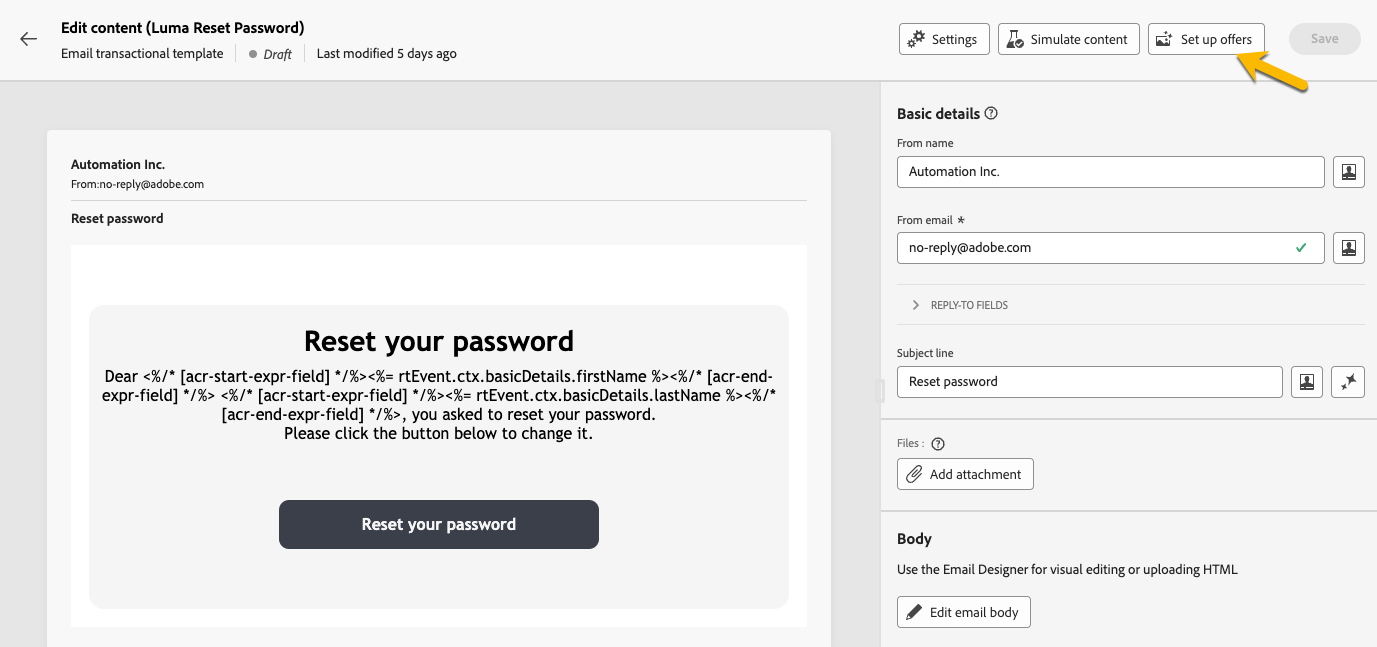 Edit content (Luma Reset Password)
Email transactional template
Draft
Last modified 5 days ago
Settings
Simulate content
Set up offers
Save
Automation Inc.
From:no-reply@adobe.com
Reset password
Reset your password
Dear <%/* [acr-start-expr-field] */%><%= rtEvent.ctx.basicDetails.firstName %><%/* [acr-end-
expr-field] */%> <%/* [acr-start-expr-field] */%><%= rtEvent.ctx.basicDetails.lastName %><%/*
[acr-end-expr-field] */%>, you asked to reset your password.
Please click the button below to change it.
Reset your password
Basic details
From name
Automation Inc.
From email *
no-reply@adobe.com
REPLY-TO FIELDS
Subject line
Reset password
Files :
Add attachment
Body
Use the Email Designer for visual editing or uploading HTML
Edit email body